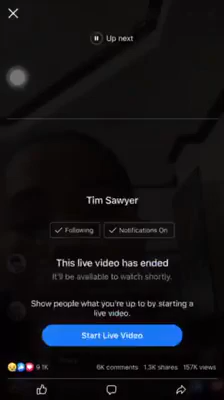 Up next
Tim Sawyer
Following
Notifications On
This live video has ended
It'll be available to watch shortly.
Show people what you're up to by starting a
live video.
Start Live Video
9.1K 6K comments 1.3K shares 157K views